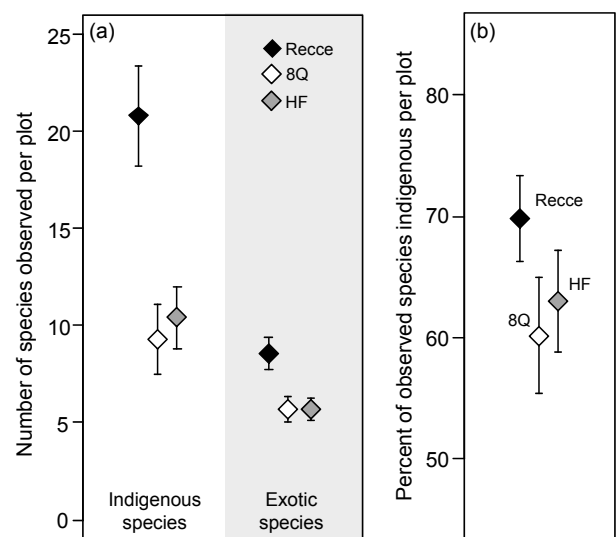 (a)
Number of species observed per plot
25
20
15
10
5
0
Recce
8Q
HF
Indigenous
species
Exotic
species
(b)
Percent of observed species indigenous per plot
80
70
60
50
Recce
HF
8Q